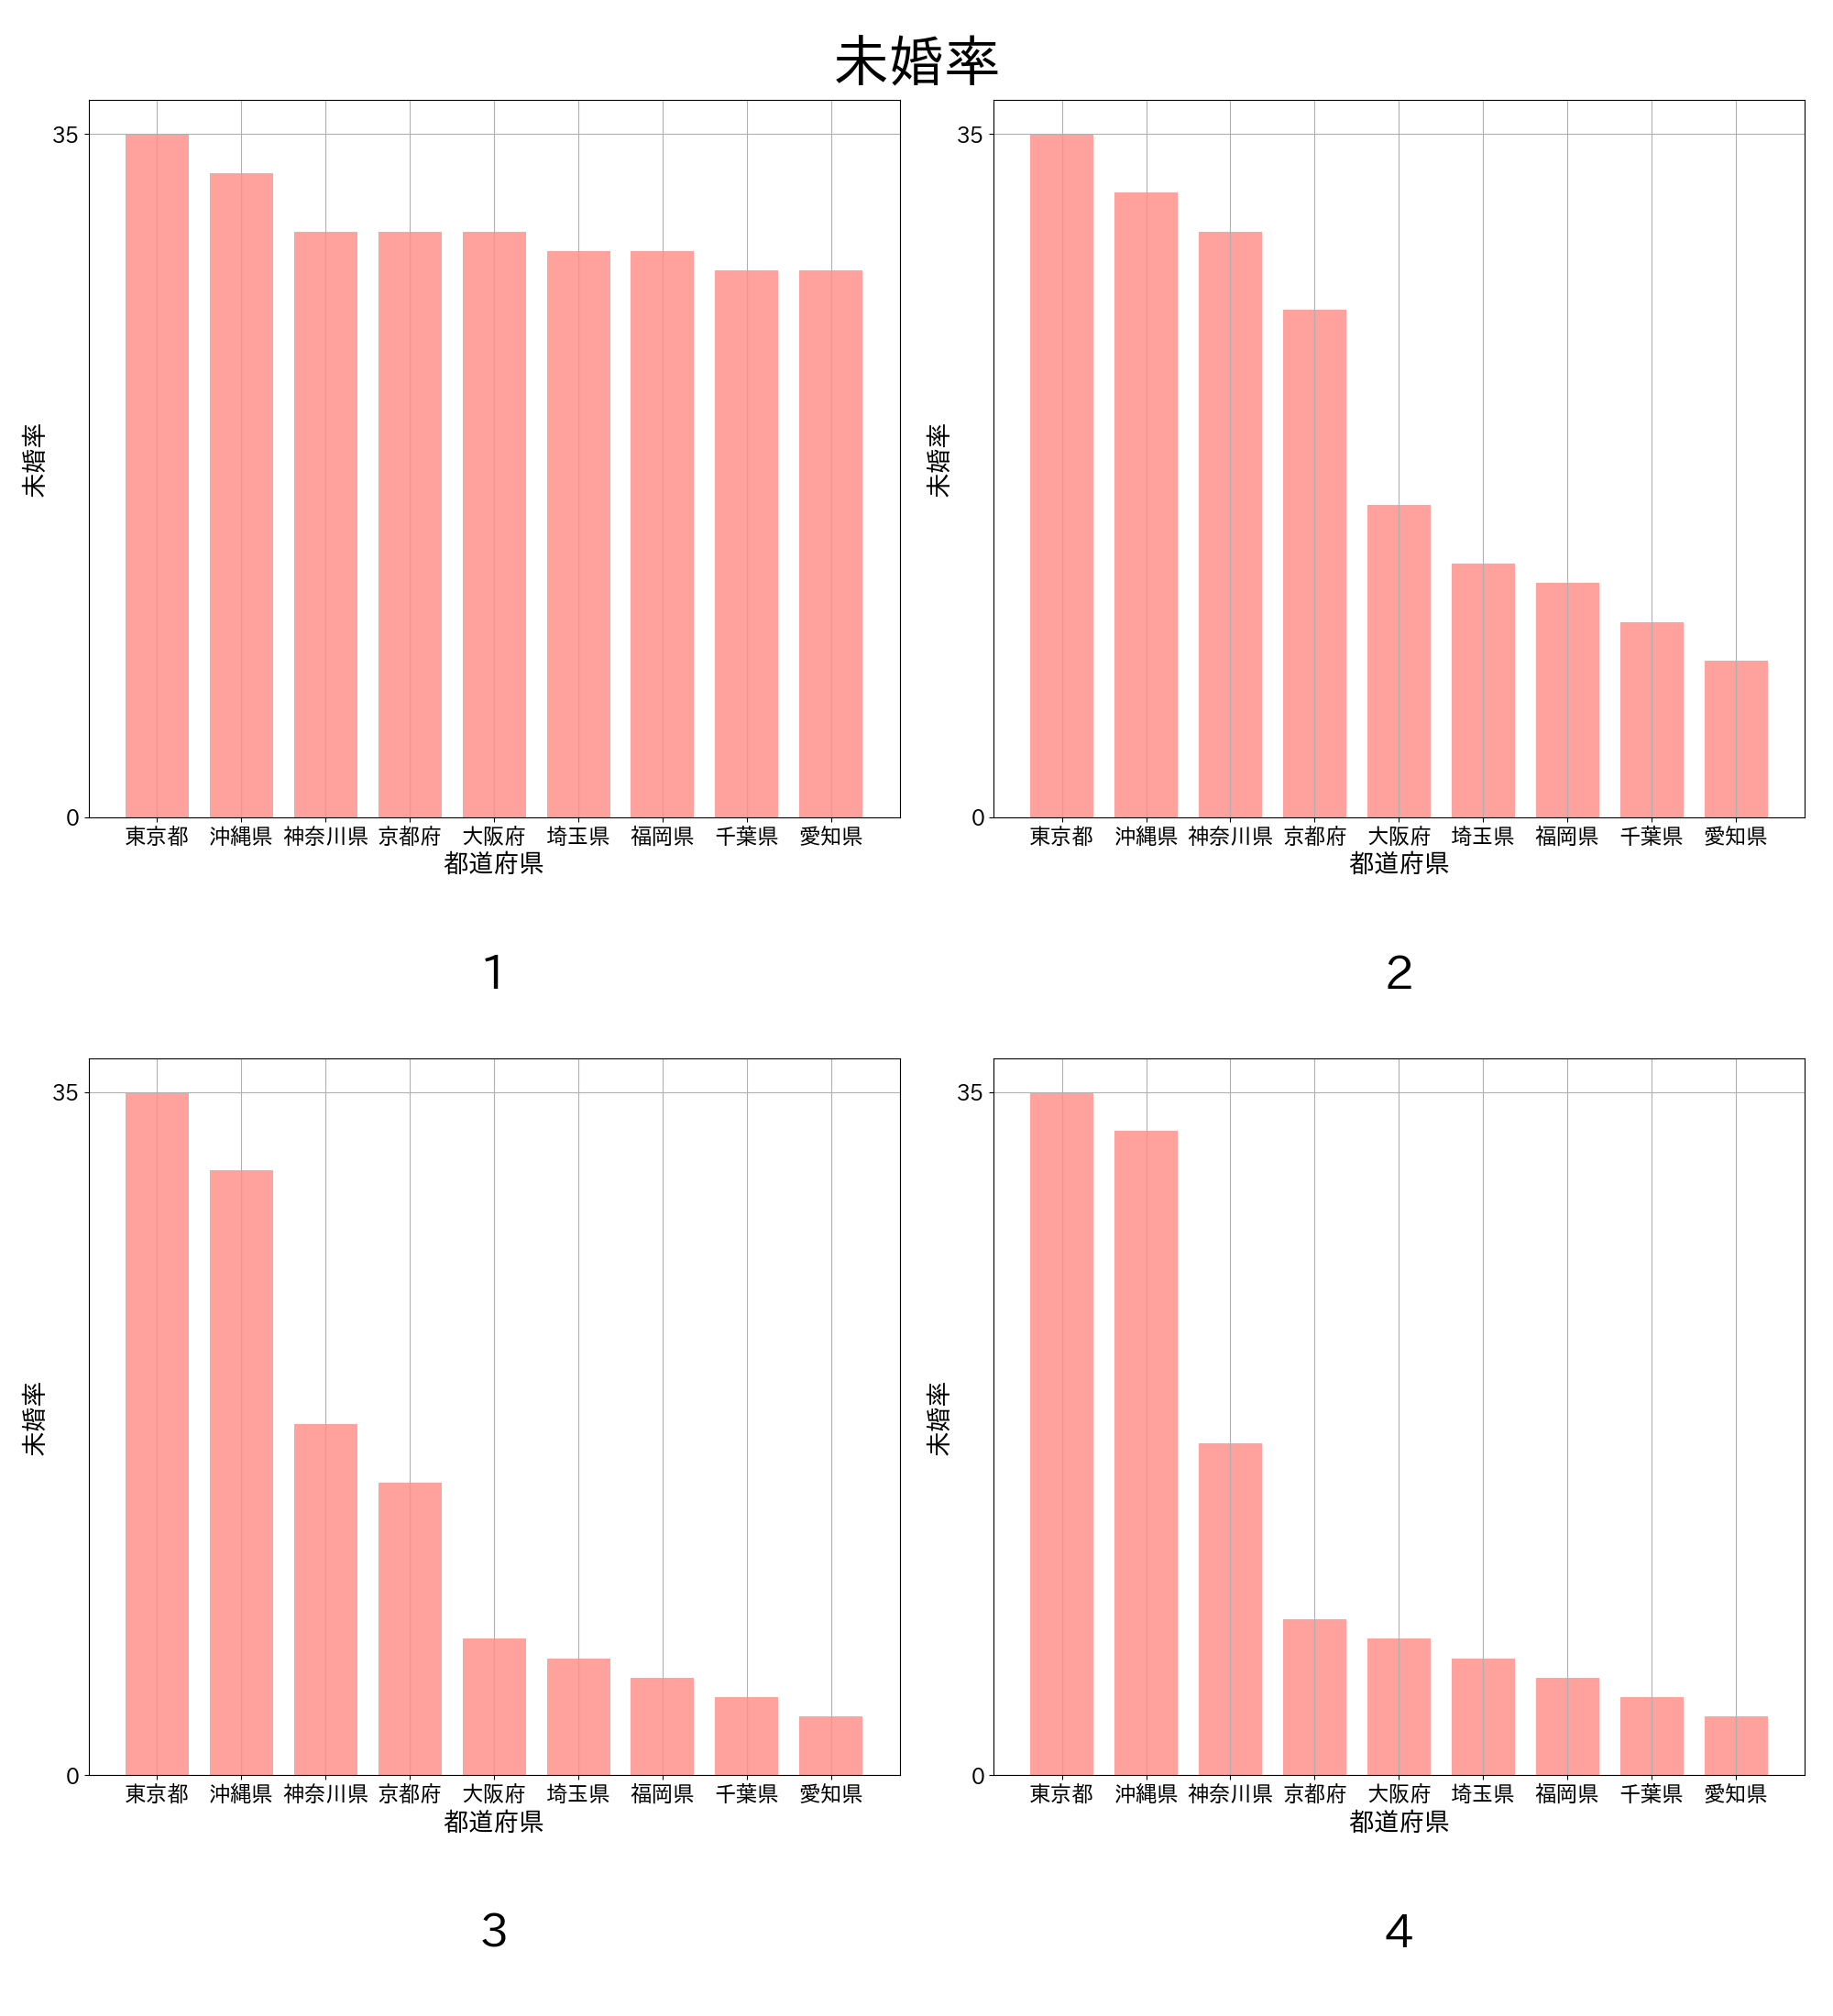 未婚率
35
0
未婚率
東京都 沖縄県 神奈川県 京都府 大阪府 埼玉県 福岡県 千葉県 愛知県
都道府県
1
35
0
未婚率
東京都 沖縄県 神奈川県 京都府 大阪府 埼玉県 福岡県 千葉県 愛知県
都道府県
2
35
0
未婚率
東京都 沖縄県 神奈川県 京都府 大阪府 埼玉県 福岡県 千葉県 愛知県
都道府県
3
35
0
未婚率
東京都 沖縄県 神奈川県 京都府 大阪府 埼玉県 福岡県 千葉県 愛知県
都道府県
4